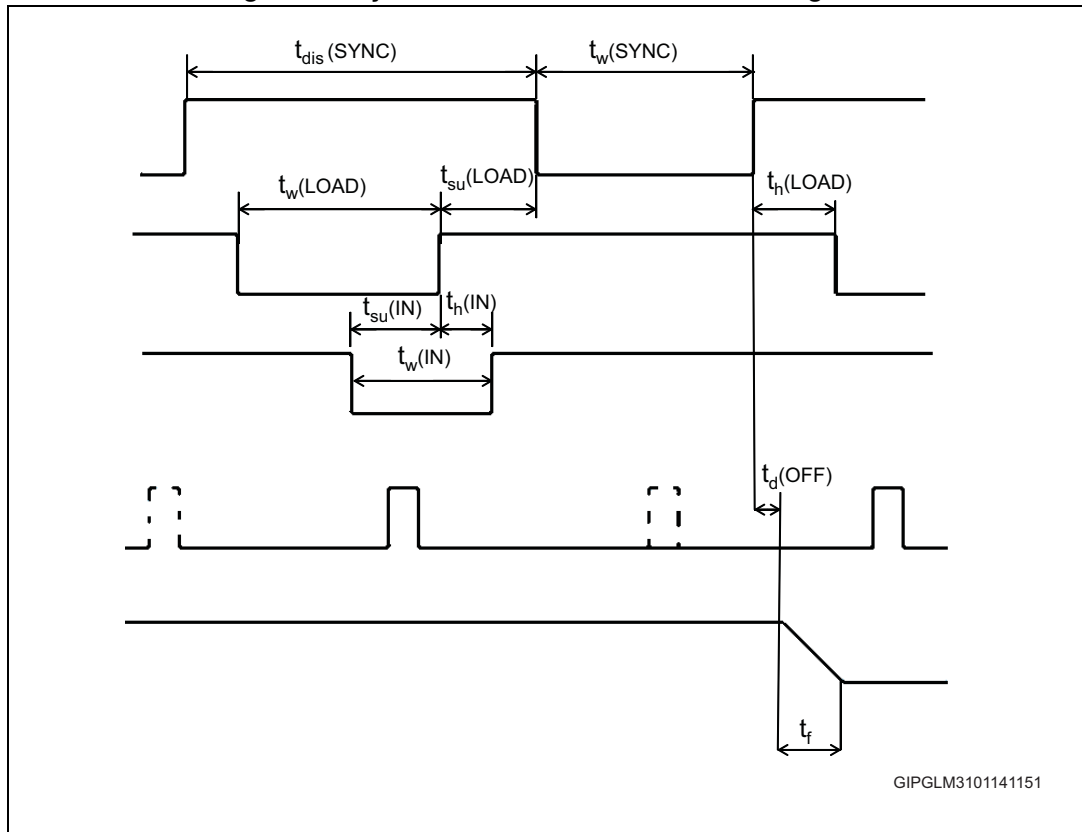 t_dis (SYNC) t_w(SYNC)
t_w(LOAD) t_su(LOAD) t_h(LOAD)
t_su(IN) t_h(IN)
t_w(IN)
t_d(OFF)
t_f
GIPGLM3101141151